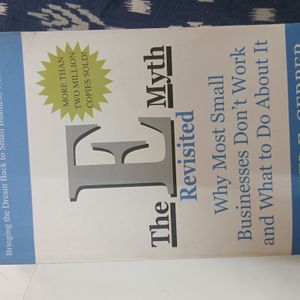 Bringing the Dream Back to Small Business
MORE THAN
TWO MILLION
COPIES SOLD!
The E Myth
Revisited
Why Most Small
Businesses Don't Work
and What to Do About It